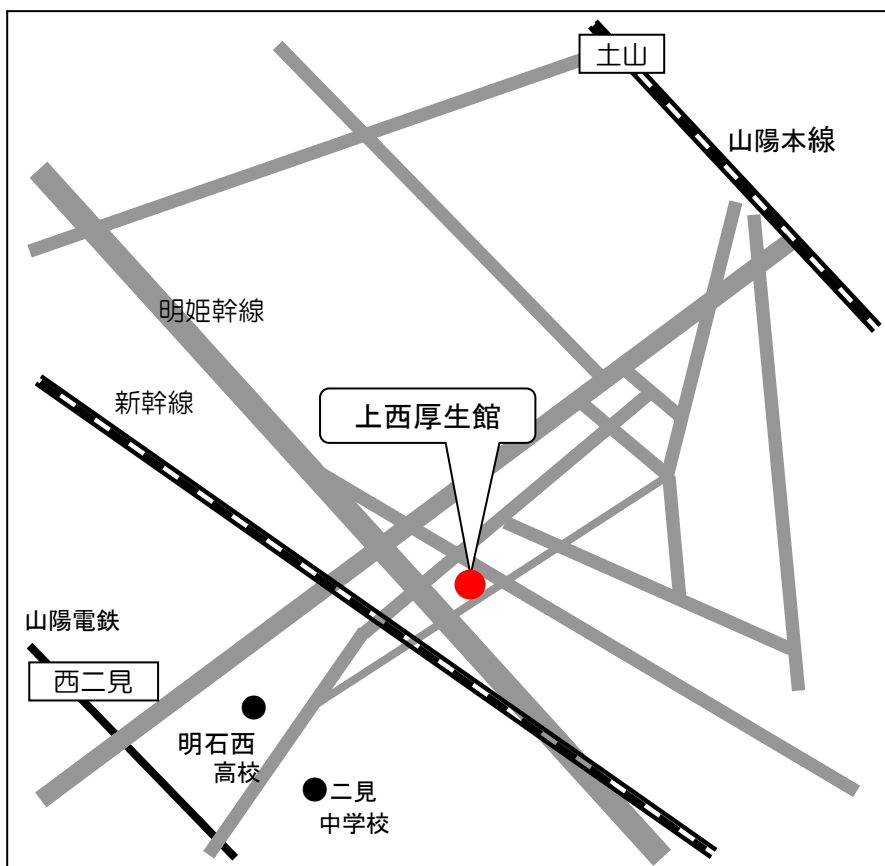 土山
山陽本線
明姫幹線
新幹線
上西厚生館
山陽電鉄
西二見
明石西
高校
二見
中学校